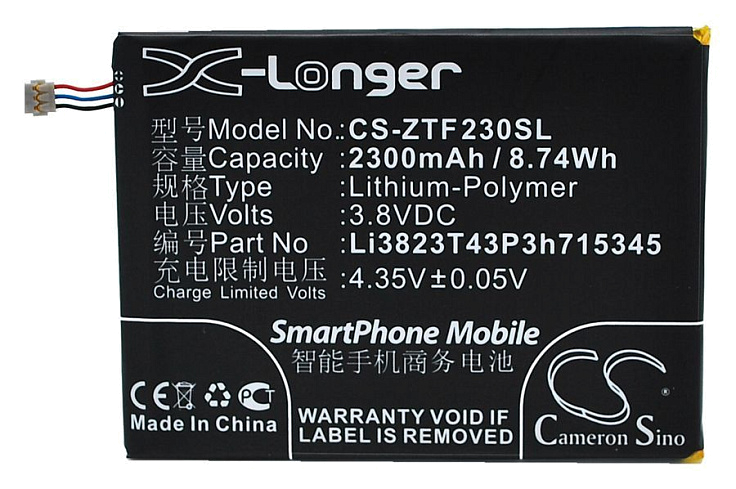 X-Longer
型号Model No.:CS-ZTF230SL
容量Capacity :2300mAh / 8.74Wh
规格Type :Lithium-Polymer
电压Volts :3.8VDC
编号Part No :Li3823T43P3h715345
充电限制电压 :4.35V±0.05V
Charge Limited Volts
SmartPhone Mobile
智能手机商务电池
CE PCT
Made In China
WARRANTY VOID IF
LABEL IS REMOVED
CS ®
Cameron Sino